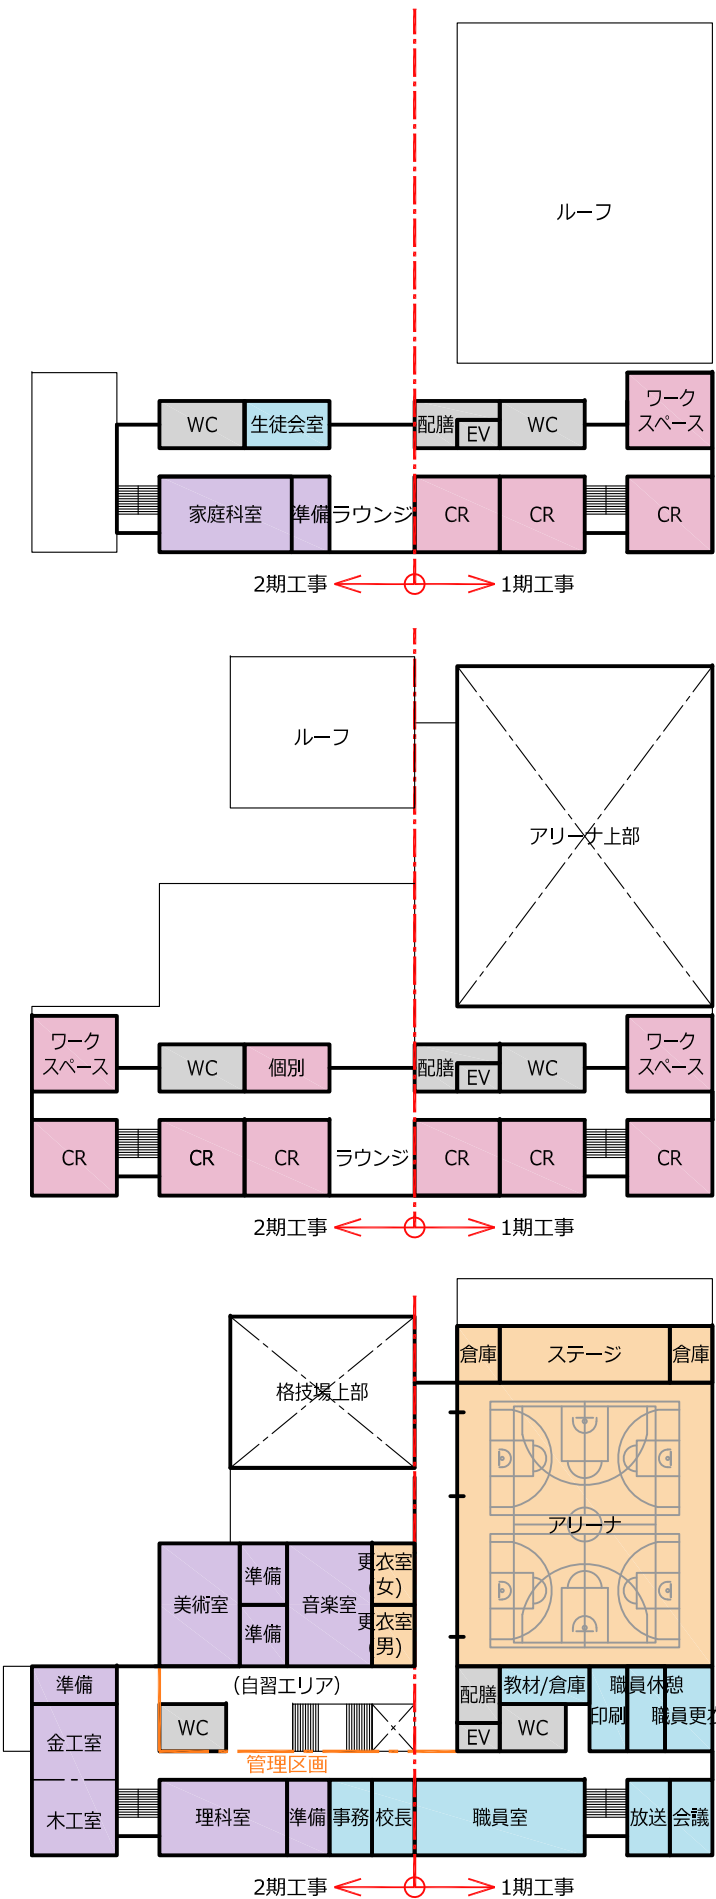 ルーフ
ワーク
スペース
WC
生徒会室
配膳
EV
WC
家庭科室
準備
ラウンジ
CR
CR
CR
2期工事
1期工事
ルーフ
アリーナ上部
ワーク
スペース
WC
個別
配膳
EV
WC
ワーク
スペース
CR
CR
CR
ラウンジ
CR
CR
CR
2期工事
1期工事
倉庫
ステージ
倉庫
格技場上部
アリーナ
美術室
準備
準備
音楽室
更衣室
(女)
更衣室
(男)
準備
(自習エリア)
配膳
教材/倉庫
職員休憩
印刷
職員更衣
金工室
WC
EV
WC
管理区画
木工室
理科室
準備
事務
校長
職員室
放送
会議
2期工事
1期工事